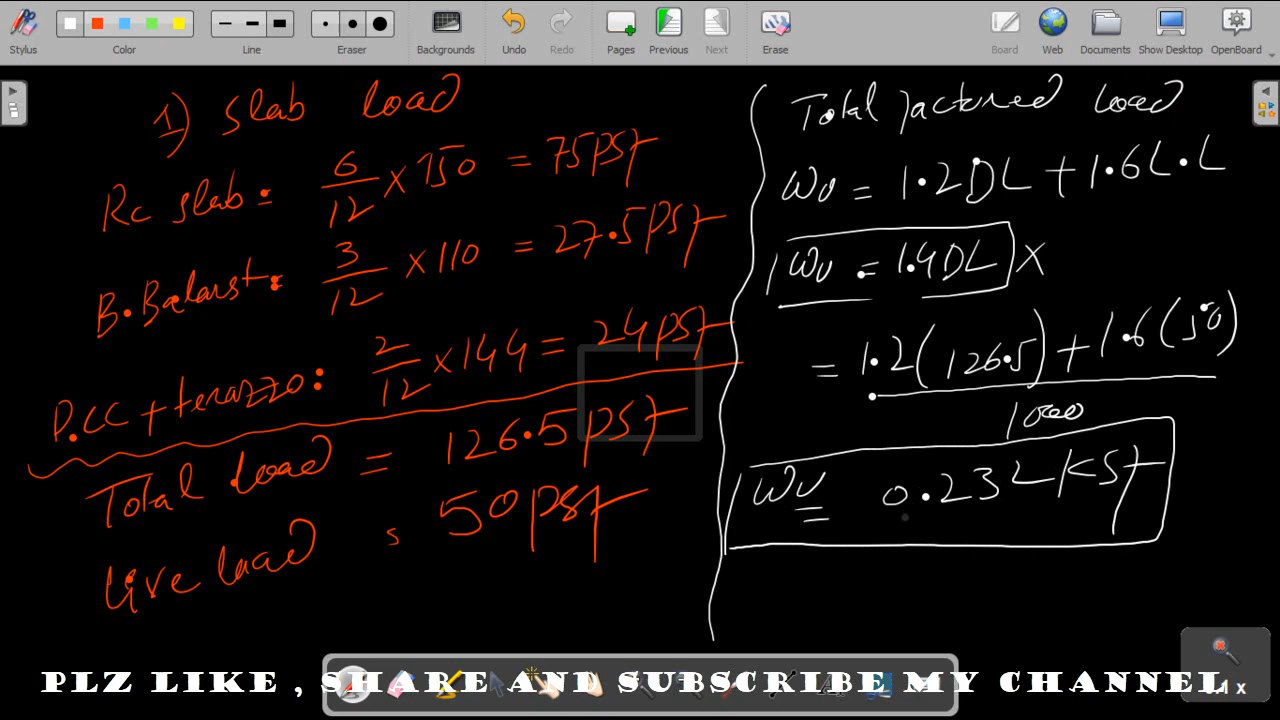 Stylus
Color
Line
Eraser
Backgrounds
Undo
Redo
Pages
Previous
Next
Erase
Board
Web
Documents
Show Desktop
OpenBoard
1) Slab load
Rc slab: 6/12 × 150 = 75psf
B.Balarst: 3/12 × 110 = 27.5psf
P.CC + terazzo: 2/12 × 144 = 24psf
Total load = 126.5psf
Live load = 50psf
Total factored load
Wu = 1.2DL + 1.6L.L
Wu = 1.4DL ×
= 1.2(126.5) + 1.6(50)
1000
Wu 0.232 ksf
PLZ LIKE , SHARE AND SUBSCRIBE MY CHANNEL